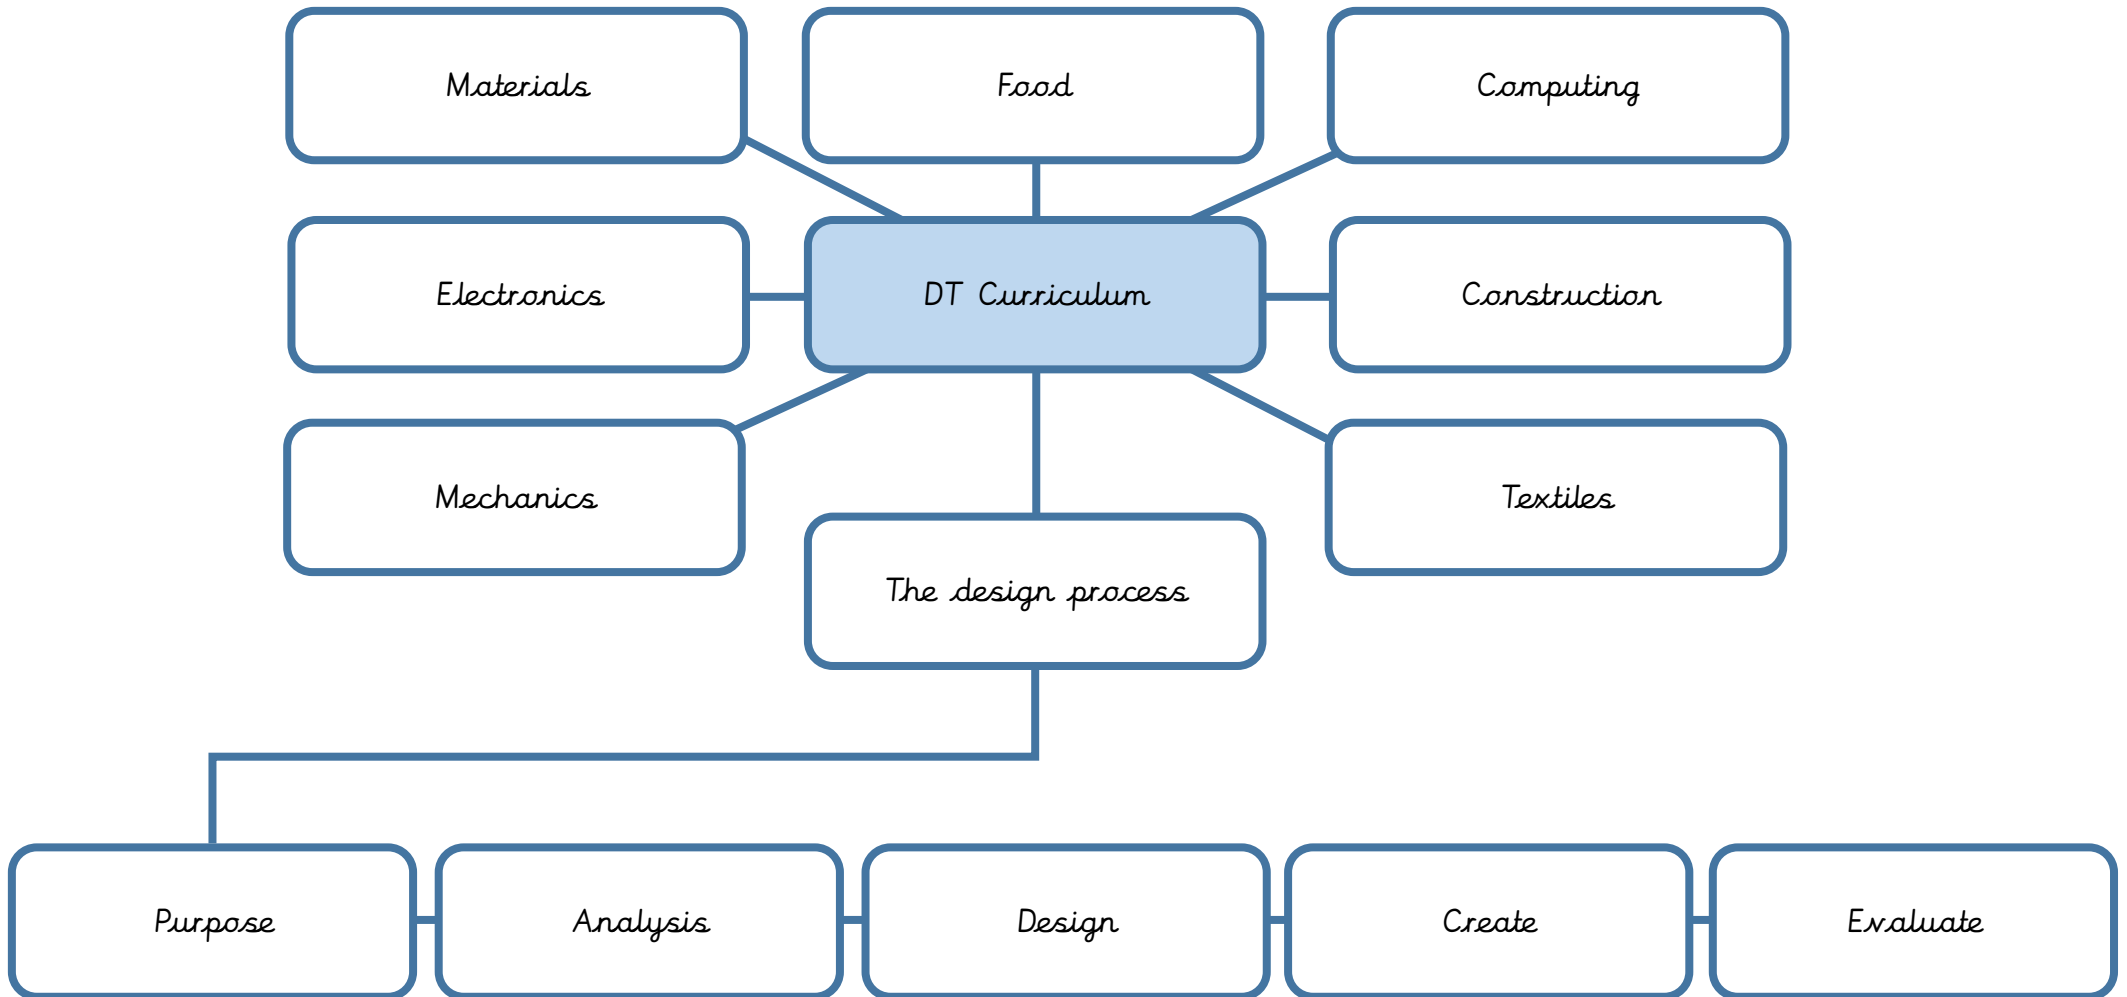 Materials
Food
Computing
Electronics
DT Curriculum
Construction
Mechanics
Textiles
The design process
Purpose
Analysis
Design
Create
Evaluate